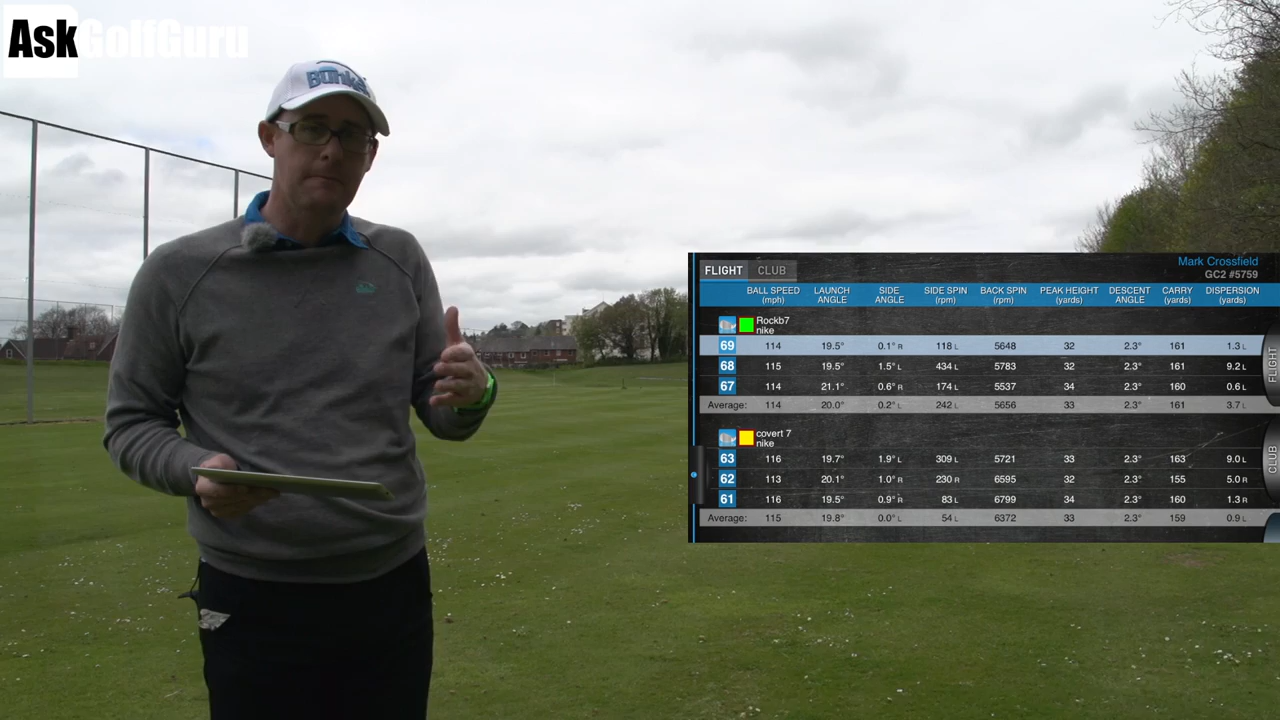 AskGolfGuru
Mark Crossfield
GC2 #5759
FLIGHT CLUB
BALL SPEED (mph) LAUNCH ANGLE SIDE ANGLE SIDE SPIN (rpm) BACK SPIN (rpm) PEAK HEIGHT (yards) DESCENT ANGLE CARRY (yards) DISPERSION (yards)
Rockb7
nike
69 114 19.5° 0.1° R 118 L 5648 32 2.3° 161 1.3 L
68 115 19.5° 1.5° L 434 L 5783 32 2.3° 161 9.2 L
67 114 21.1° 0.6° R 174 L 5537 34 2.3° 160 0.6 L
Average: 114 20.0° 0.2° L 242 L 5656 33 2.3° 161 3.7 L
covert 7
nike
63 116 19.7° 1.9° L 309 L 5721 33 2.3° 163 9.0 L
62 113 20.1° 1.0° R 230 R 6595 32 2.3° 155 5.0 R
61 116 19.5° 0.9° R 83 L 6799 34 2.3° 160 1.3 R
Average: 115 19.8° 0.0° L 54 L 6372 33 2.3° 159 0.9 L
FLIGHT
CLUB